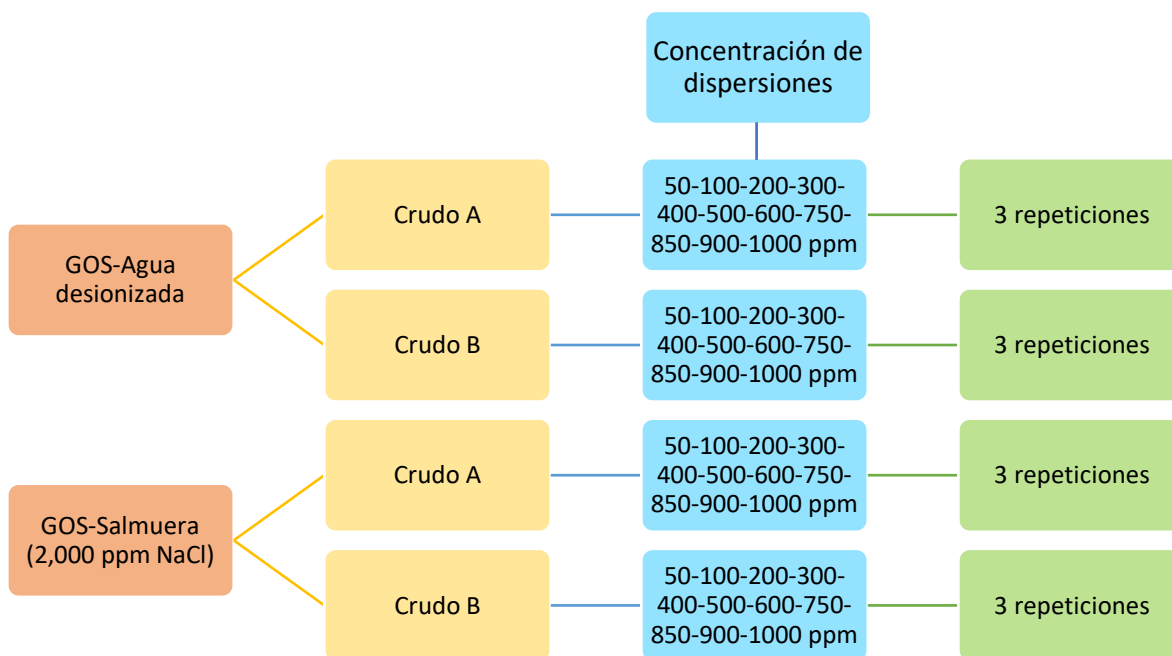 Concentración de
dispersiones
GOS-Agua
desionizada
Crudo A
50-100-200-300-
400-500-600-750-
850-900-1000 ppm
3 repeticiones
Crudo B
50-100-200-300-
400-500-600-750-
850-900-1000 ppm
3 repeticiones
GOS-Salmuera
(2,000 ppm NaCl)
Crudo A
50-100-200-300-
400-500-600-750-
850-900-1000 ppm
3 repeticiones
Crudo B
50-100-200-300-
400-500-600-750-
850-900-1000 ppm
3 repeticiones